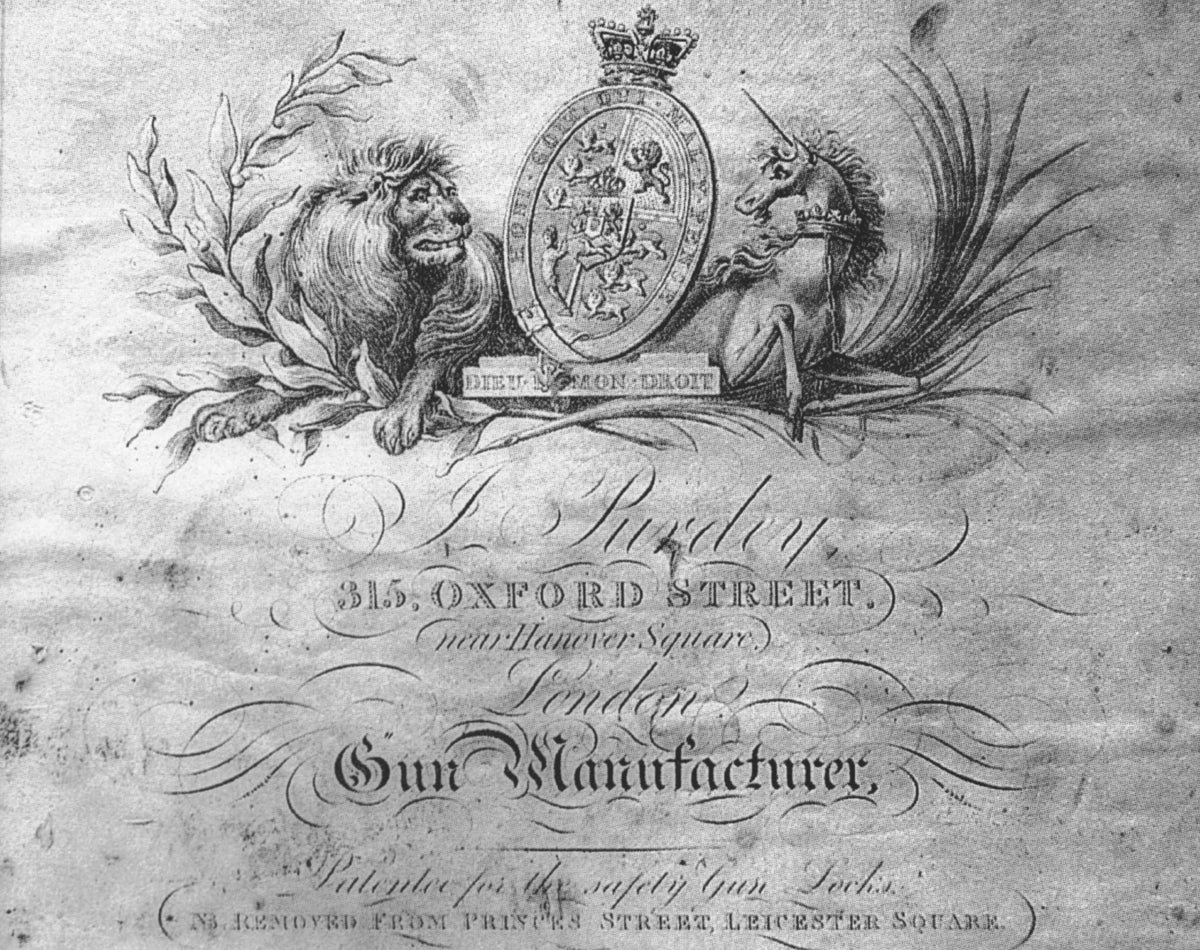 HONI SOIT QUI MAL Y PENSE
DIEU · ET · MON · DROIT
J. Purdey,
315, OXFORD STREET.
near Hanover Square,
London.
Gun Manufacturer,
Patentee for the safety Gun Locks.
NB. REMOVED FROM PRINCES STREET, LEICESTER SQUARE.